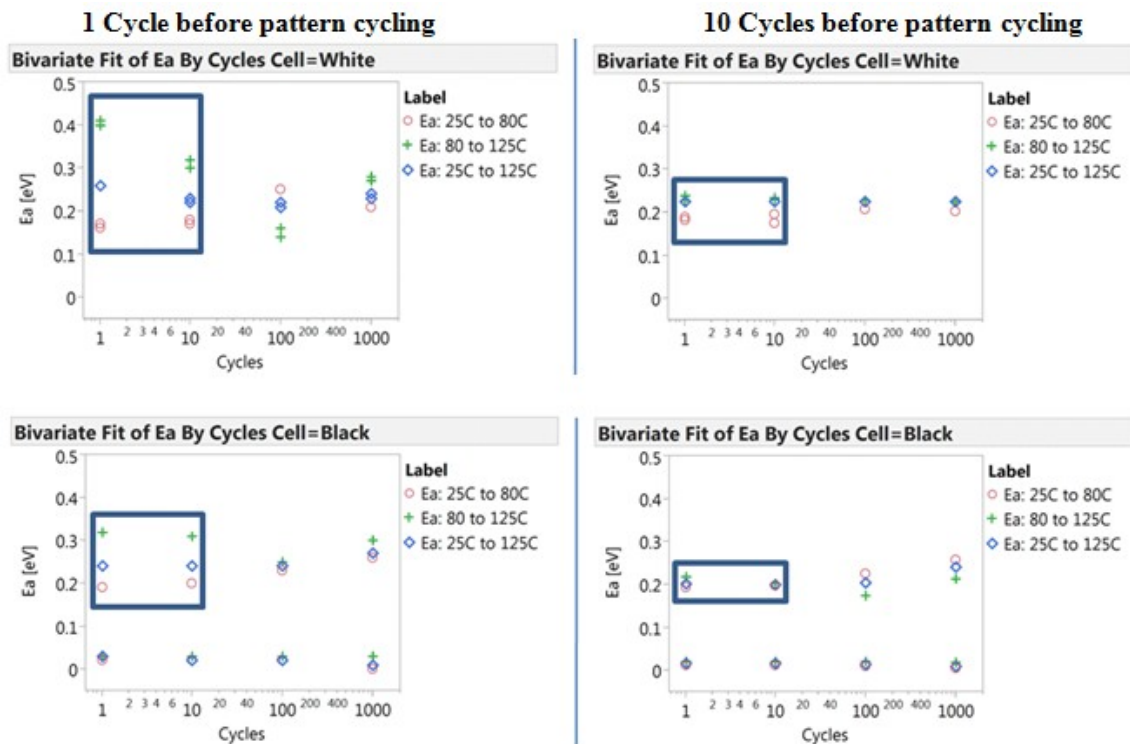 1 Cycle before pattern cycling
10 Cycles before pattern cycling
Bivariate Fit of Ea By Cycles Cell=White
0.5
0.4
0.3
0.2
0.1
0
Ea [eV]
1 2 3 4 6 10 20 40 100 200 400 1000
Cycles
Label
Ea: 25C to 80C
Ea: 80 to 125C
Ea: 25C to 125C
Bivariate Fit of Ea By Cycles Cell=White
0.5
0.4
0.3
0.2
0.1
0
Ea [eV]
1 2 3 4 6 10 20 40 100 200 400 1000
Cycles
Label
Ea: 25C to 80C
Ea: 80 to 125C
Ea: 25C to 125C
Bivariate Fit of Ea By Cycles Cell=Black
0.5
0.4
0.3
0.2
0.1
0
Ea [eV]
1 2 3 4 6 10 20 40 100 200 400 1000
Cycles
Label
Ea: 25C to 80C
Ea: 80 to 125C
Ea: 25C to 125C
Bivariate Fit of Ea By Cycles Cell=Black
0.5
0.4
0.3
0.2
0.1
0
Ea [eV]
1 2 3 4 6 10 20 40 100 200 400 1000
Cycles
Label
Ea: 25C to 80C
Ea: 80 to 125C
Ea: 25C to 125C